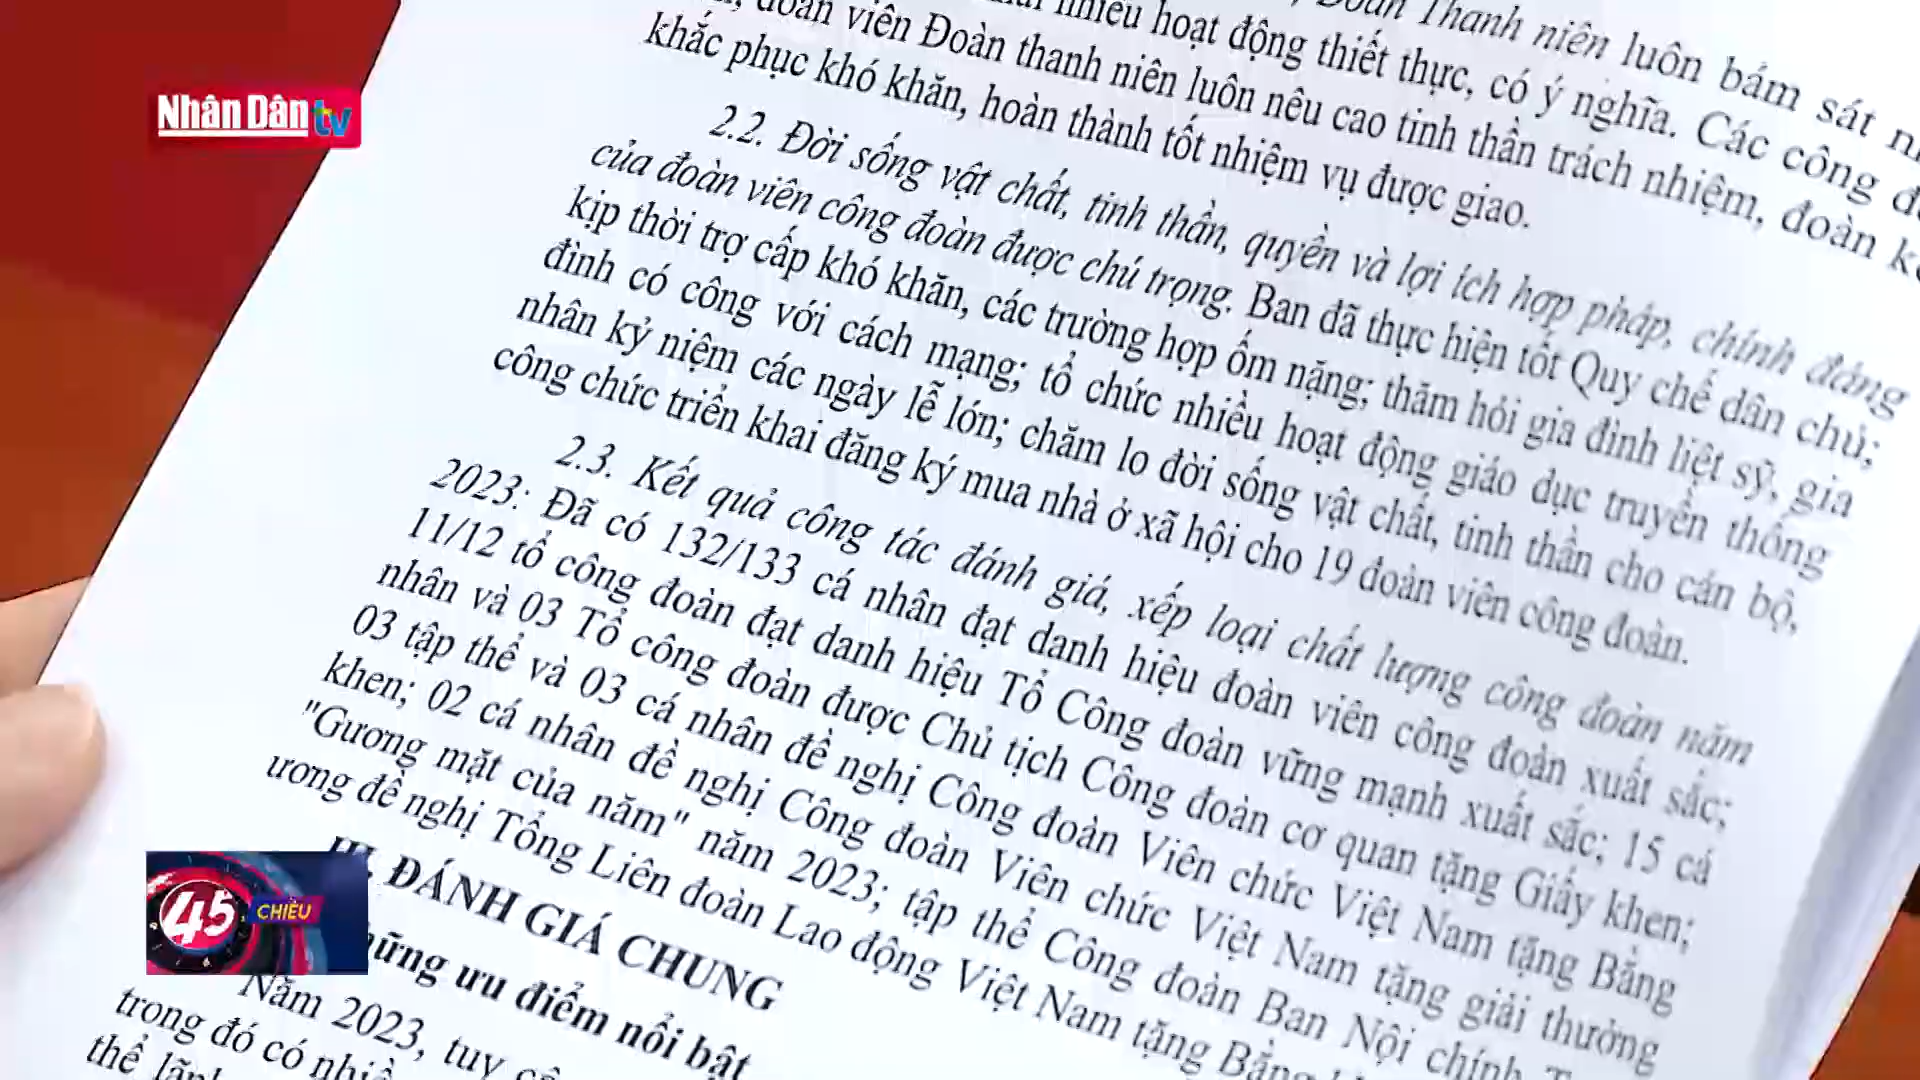 Đoàn Thanh niên luôn bám sát
nhiều hoạt động thiết thực, có ý nghĩa. Các công
đoàn viên Đoàn thanh niên luôn nêu cao tinh thần trách nhiệm, đoàn
khắc phục khó khăn, hoàn thành tốt nhiệm vụ được giao.
2.2. Đời sống vật chất, tinh thần, quyền và lợi ích hợp pháp, chính đáng
của đoàn viên công đoàn được chú trọng. Ban đã thực hiện tốt Quy chế dân chủ;
kịp thời trợ cấp khó khăn, các trường hợp ốm nặng; thăm hỏi gia đình liệt sỹ, gia
đình có công với cách mạng; tổ chức nhiều hoạt động giáo dục truyền thống
nhân kỷ niệm các ngày lễ lớn; chăm lo đời sống vật chất, tinh thần cho cán bộ,
công chức triển khai đăng ký mua nhà ở xã hội cho 19 đoàn viên công đoàn.
2.3. Kết quả công tác đánh giá, xếp loại chất lượng công đoàn năm
2023: Đã có 132/133 cá nhân đạt danh hiệu đoàn viên công đoàn xuất sắc;
11/12 tổ công đoàn đạt danh hiệu Tổ Công đoàn vững mạnh xuất sắc; 15 cá
nhân và 03 Tổ công đoàn được Chủ tịch Công đoàn cơ quan tặng Giấy khen;
03 tập thể và 03 cá nhân đề nghị Công đoàn Viên chức Việt Nam tặng Bằng
khen; 02 cá nhân đề nghị Công đoàn Viên chức Việt Nam tặng giải thưởng
"Gương mặt của năm" năm 2023; tập thể Công đoàn Ban Nội chính
ương đề nghị Tổng Liên đoàn Lao động Việt Nam tặng Bằng
III. ĐÁNH GIÁ CHUNG
những ưu điểm nổi bật
Năm 2023, tuy
trong đó có
thể
Nhân Dân tv
45 CHIỀU